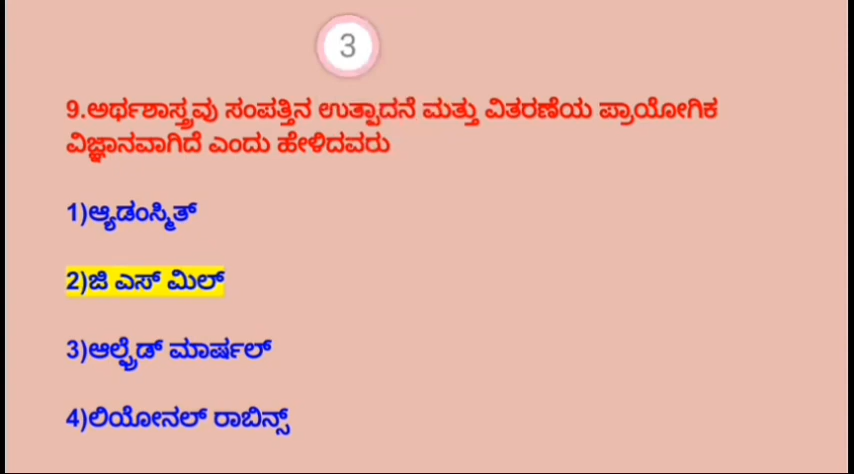 3
9.ಅರ್ಥಶಾಸ್ತ್ರವು ಸಂಪತ್ತಿನ ಉತ್ಪಾದನೆ ಮತ್ತು ವಿತರಣೆಯ ಪ್ರಾಯೋಗಿಕ
ವಿಜ್ಞಾನವಾಗಿದೆ ಎಂದು ಹೇಳಿದವರು
1)ಆ್ಯಡಂಸ್ಮಿತ್
2)ಜಿ ಎಸ್ ಮಿಲ್
3)ಆಲ್ಫ್ರೆಡ್ ಮಾರ್ಷಲ್
4)ಲಿಯೋನಲ್ ರಾಬಿನ್ಸ್